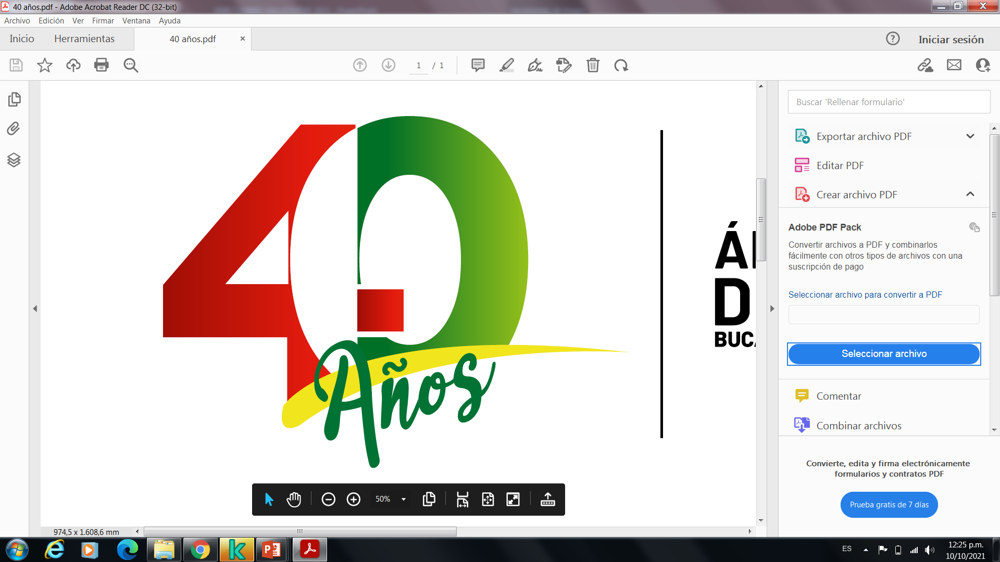 40 años.pdf - Adobe Acrobat Reader DC (32-bit)
Archivo Edición Ver Firmar Ventana Ayuda
Inicio Herramientas 40 años.pdf Iniciar sesión
1 / 1
Buscar 'Rellenar formulario'
Exportar archivo PDF
Editar PDF
Crear archivo PDF
Adobe PDF Pack
Convertir archivos a PDF y combinarlos
fácilmente con otros tipos de archivos con una
suscripción de pago
Seleccionar archivo para convertir a PDF
Seleccionar archivo
Comentar
Combinar archivos
Convierte, edita y firma electrónicamente
formularios y contratos PDF
Prueba gratis de 7 días
40
Años
D
BUC
50%
974,5 x 1.608,6 mm
ES
12:25 p.m.
10/10/2021